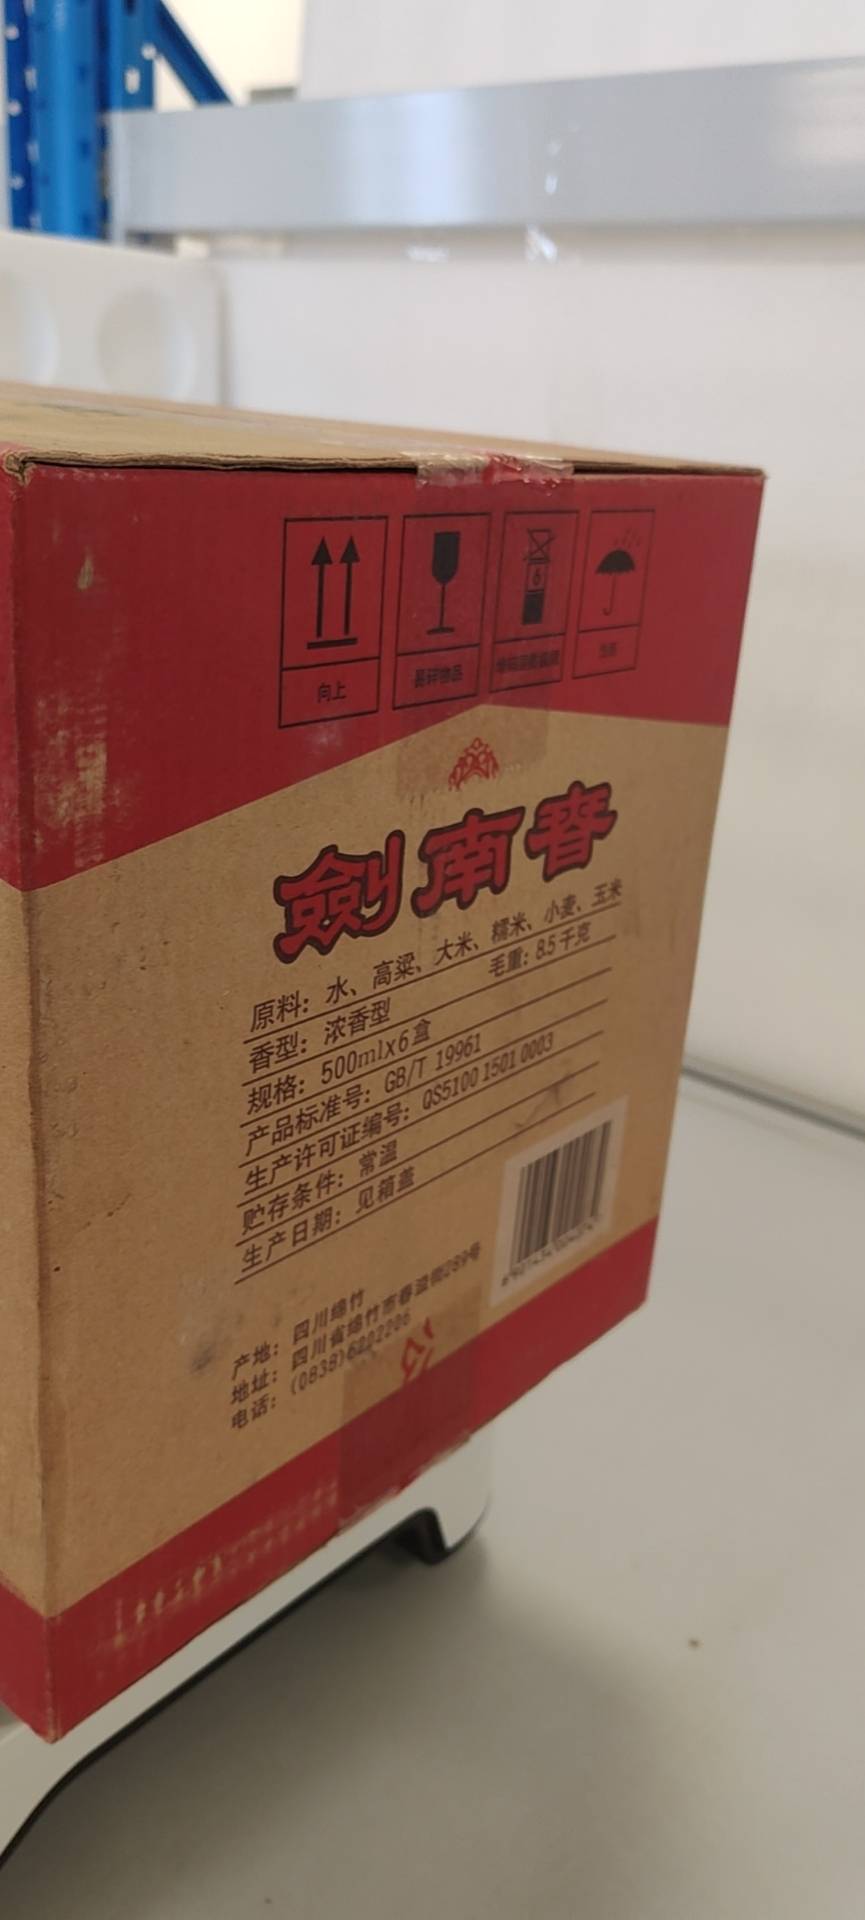 向上
易碎物品
6
劍南春
原料：水、高粱、大米、糯米、小麦、玉米
香型：浓香型 毛重：8.5千克
规格：500mlx6盒
产品标准号：GB/T 19961
生产许可证编号：QS5100 1501 0003
贮存条件：常温
生产日期：见箱盖
产地：四川绵竹
地址：四川省绵竹市春溢街289号
电话：(0838)6202206